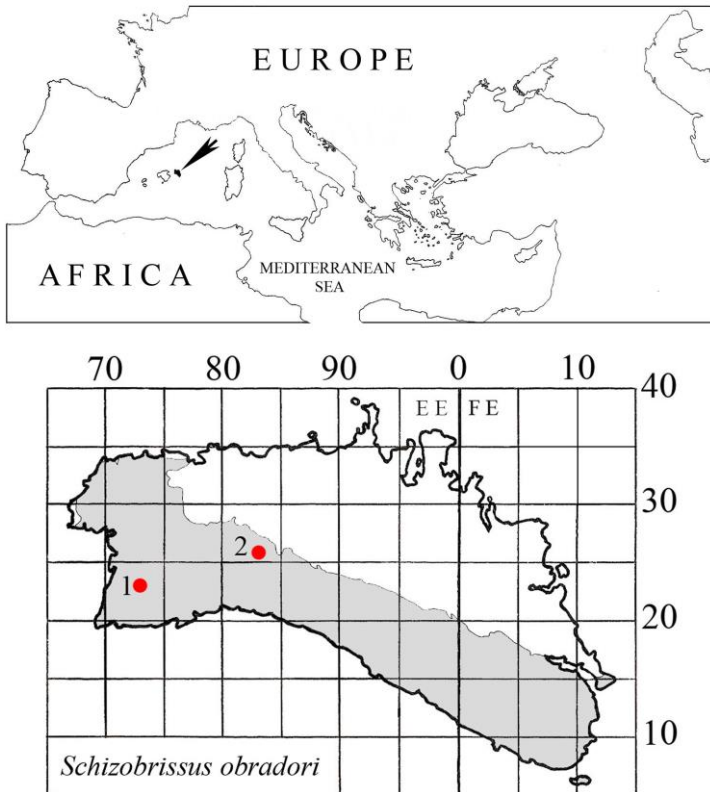 EUROPE
AFRICA
MEDITERRANEAN
SEA
70 80 90 0 10
40
EE FE
30
2
1
20
10
Schizobrissus obradori